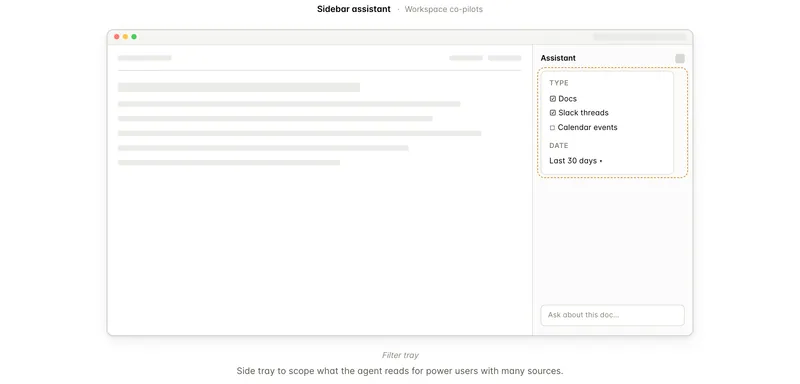 Sidebar assistant · Workspace co-pilots
Assistant
TYPE
☑ Docs
☑ Slack threads
☐ Calendar events
DATE
Last 30 days ▾
Ask about this doc...
Filter tray
Side tray to scope what the agent reads for power users with many sources.